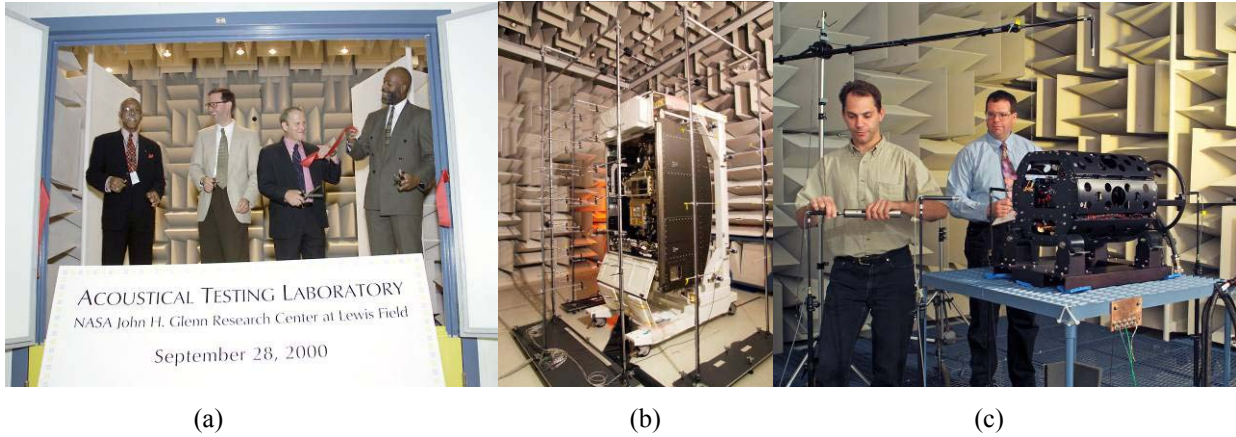 ACOUSTICAL TESTING LABORATORY
NASA John H. Glenn Research Center at Lewis Field
September 28, 2000
(a)
(b)
(c)